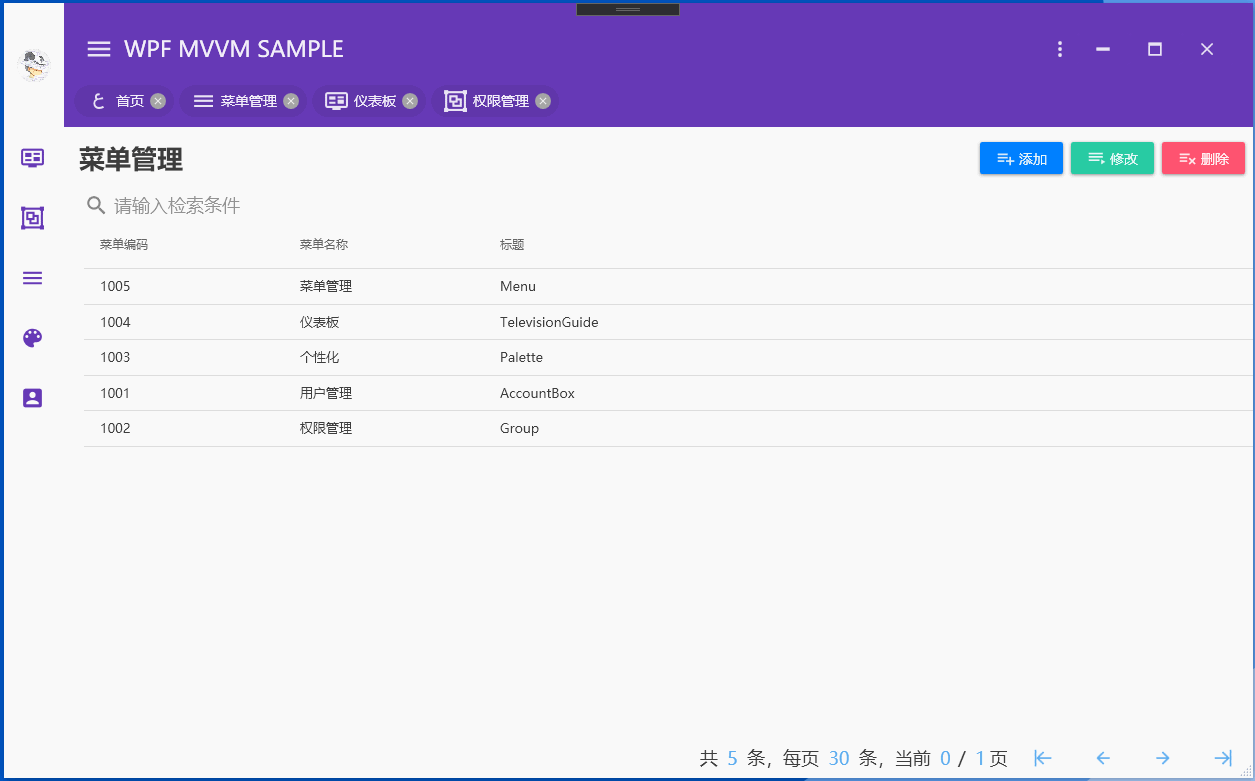 WPF MVVM SAMPLE
首页 菜单管理 仪表板 权限管理
菜单管理 添加 修改 删除
请输入检索条件
菜单编码 菜单名称 标题
1005 菜单管理 Menu
1004 仪表板 TelevisionGuide
1003 个性化 Palette
1001 用户管理 AccountBox
1002 权限管理 Group
共 5 条，每页 30 条，当前 0 / 1 页